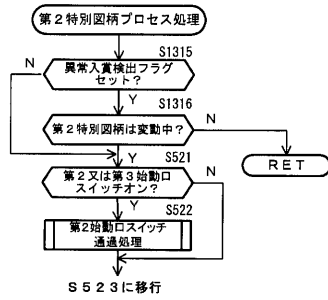 第２特別図柄プロセス処理
S1315
N
異常入賞検出フラグ
セット？
Y
S1316
第２特別図柄は変動中？
N
Y
S521
RET
第２又は第３始動口
スイッチオン？
N
Y
S522
第2始動口スイッチ
通過処理
S５２３に移行